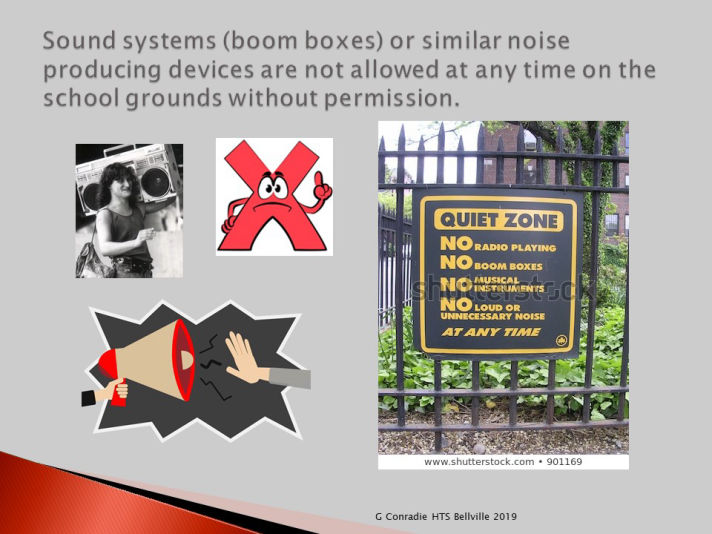 Sound systems (boom boxes) or similar noise
producing devices are not allowed at any time on the
school grounds without permission.
QUIET ZONE
NO RADIO PLAYING
NO BOOM BOXES
NO MUSICAL INSTRUMENTS
NO LOUD OR
UNNECESSARY NOISE
AT ANY TIME
shutterstock
www.shutterstock.com • 901169
G Conradie HTS Bellville 2019